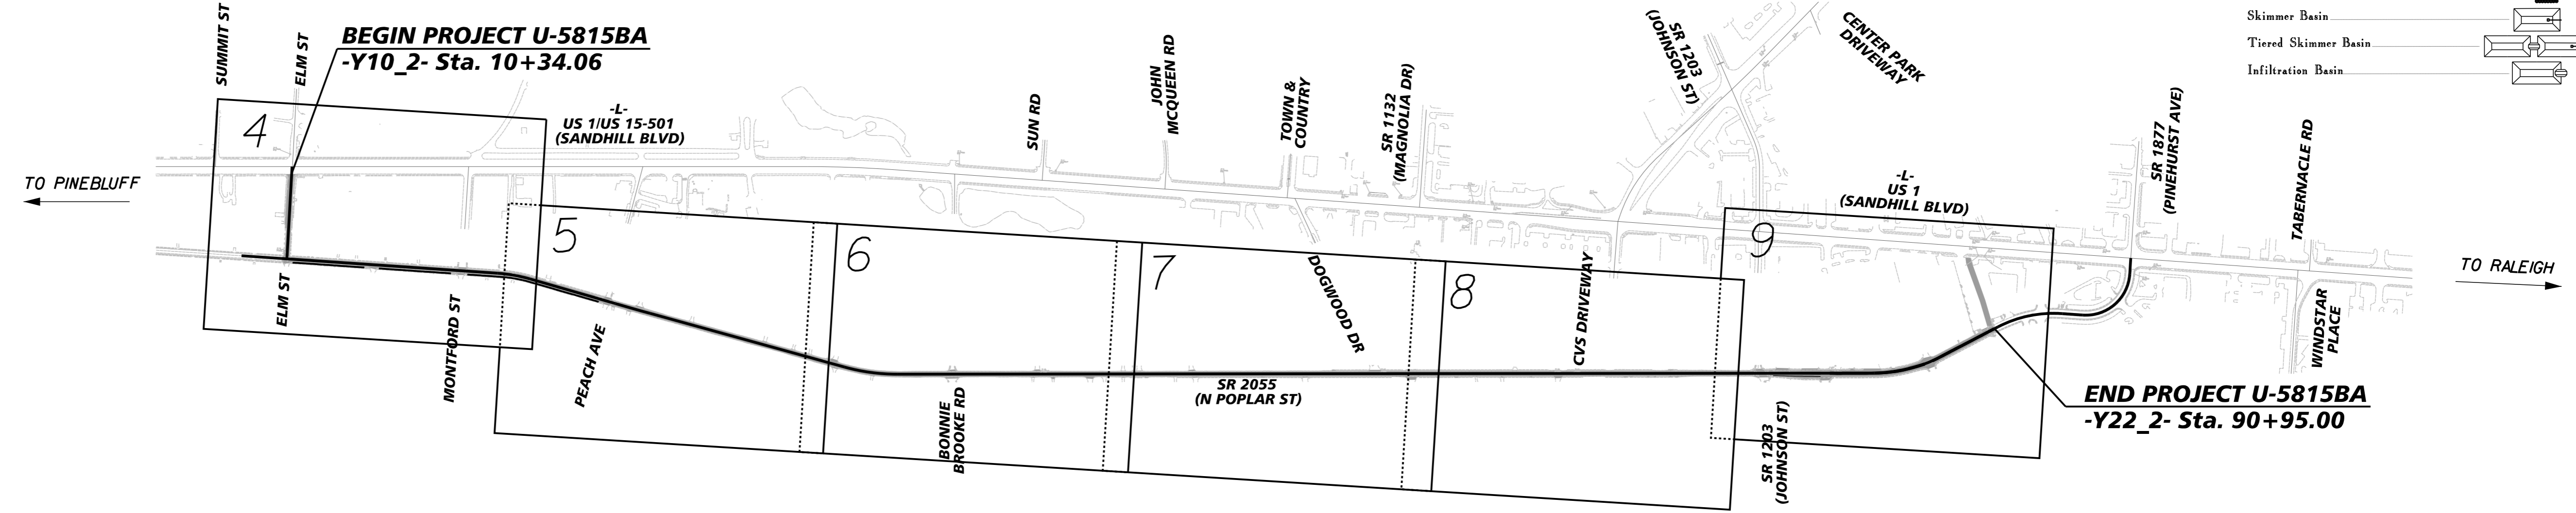 SUMMIT ST
ELM ST
BEGIN PROJECT U-5815BA
-Y10_2- Sta. 10+34.06
4
-L-
US 1/US 15-501
(SANDHILL BLVD)
SUN RD
JOHN
MCQUEEN RD
TOWN &
COUNTRY
SR 1132
(MAGNOLIA DR)
SR 1203
(JOHNSON ST)
CENTER PARK
DRIVEWAY
Skimmer Basin
Tiered Skimmer Basin
Infiltration Basin
-L-
US 1
(SANDHILL BLVD)
SR 1877
(PINEHURST AVE)
TABERNACLE RD
TO PINEBLUFF
TO RALEIGH
5
6
7
8
9
ELM ST
MONTFORD ST
PEACH AVE
BONNIE
BROOKE RD
SR 2055
(N POPLAR ST)
DOGWOOD DR
CVS DRIVEWAY
SR 1203
(JOHNSON ST)
WINDSTAR
PLACE
END PROJECT U-5815BA
-Y22_2- Sta. 90+95.00